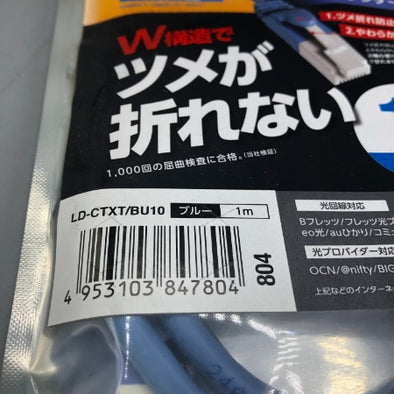 1.ツメ折れ防止
2.やわらか
W構造で
ツメが
折れない
1,000回の屈曲検査に合格。(当社検証)
LD-CTXT/BU10 ブルー 1m
4 953103 847804
804
光回線対応
Bフレッツ/フレッツ光
eo光/auひかり/コミュ
光プロバイダー対応
OCN/@nifty/BIG
上記などのインターネ